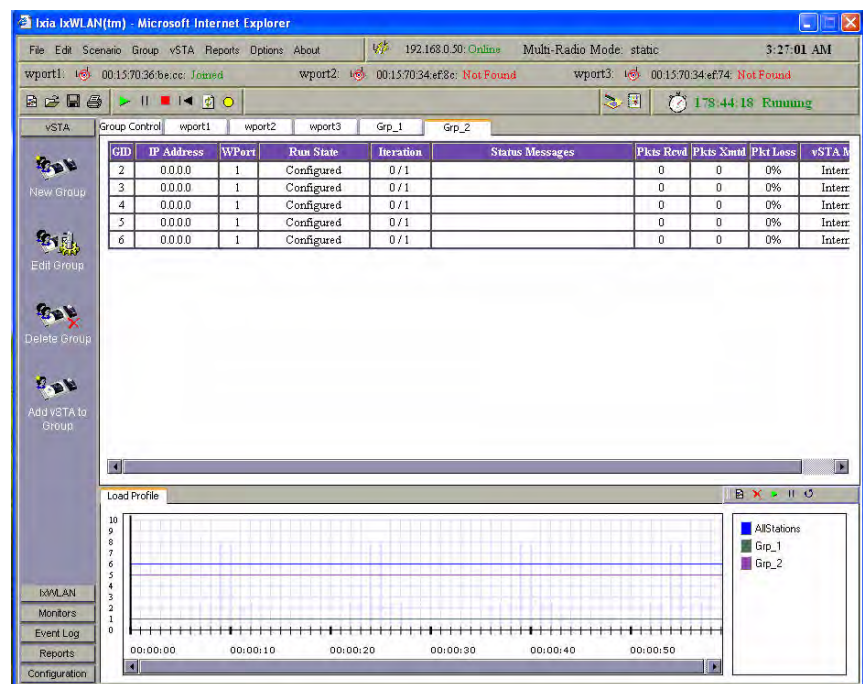 Ixia IxWLAN(tm) - Microsoft Internet Explorer
File Edit Scenario Group vSTA Reports Options About 192.168.0.50: Online Multi-Radio Mode: static 3:27:01 AM
wport1: 00:15:70:36:be:cc: Joined wport2: 00:15:70:34:ef:8c: Not Found wport3: 00:15:70:34:ef:74: Not Found
178:44:18 Running
vSTA Group Control wport1 wport2 wport3 Grp_1 Grp_2
GID IP Address WPort Run State Iteration Status Messages Pkts Rcvd Pkts Xmtd Pkt Loss vSTA M
2 0.0.0.0 1 Configured 0 / 1 0 0 0% Intern
3 0.0.0.0 1 Configured 0 / 1 0 0 0% Intern
4 0.0.0.0 1 Configured 0 / 1 0 0 0% Intern
5 0.0.0.0 1 Configured 0 / 1 0 0 0% Intern
6 0.0.0.0 1 Configured 0 / 1 0 0 0% Intern
New Group
Edit Group
Delete Group
Add vSTA to
Group
Load Profile
10
9
8
7
6
5
4
3
2
1
0
00:00:00 00:00:10 00:00:20 00:00:30 00:00:40 00:00:50
AllStations
Grp_1
Grp_2
IxWLAN
Monitors
Event Log
Reports
Configuration